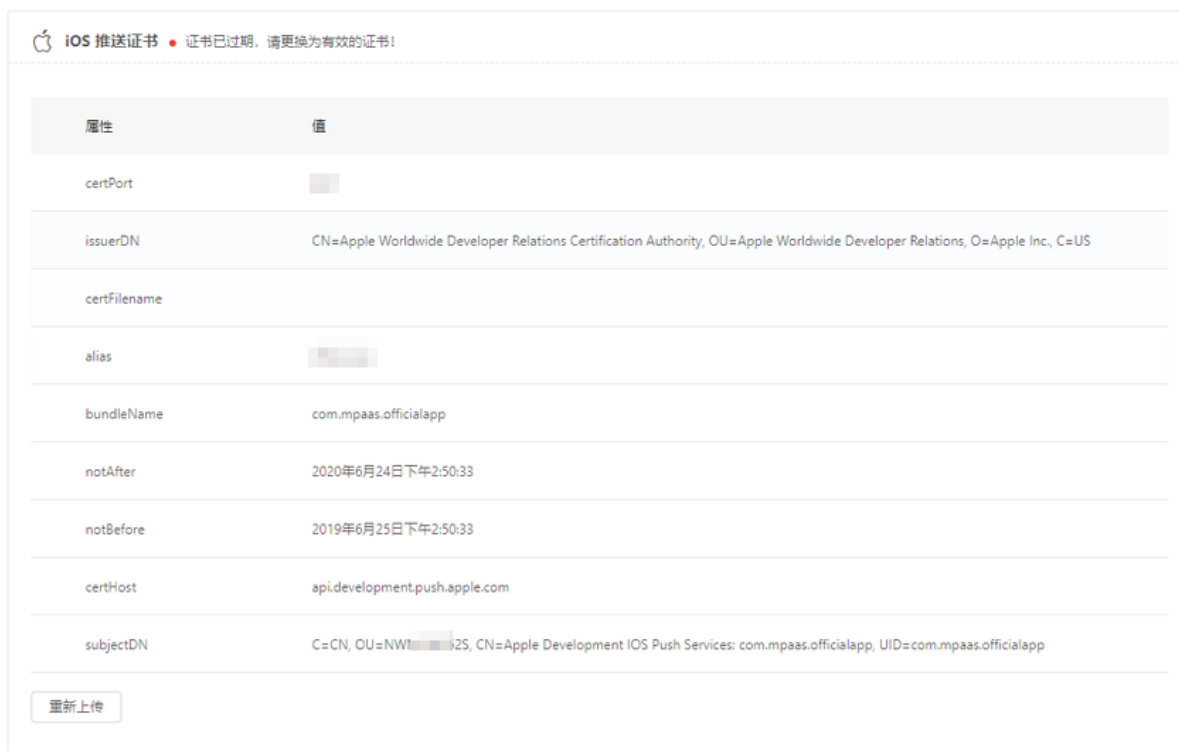 iOS 推送证书 ● 证书已过期，请更换为有效的证书！
属性 值
certPort
issuerDN CN=Apple Worldwide Developer Relations Certification Authority, OU=Apple Worldwide Developer Relations, O=Apple Inc., C=US
certFilename
alias
bundleName com.mpaas.officialapp
notAfter 2020年6月24日下午2:50:33
notBefore 2019年6月25日下午2:50:33
certHost api.development.push.apple.com
subjectDN C=CN, CN=Apple Development IOS Push Services: com.mpaas.officialapp, UID=com.mpaas.officialapp
重新上传